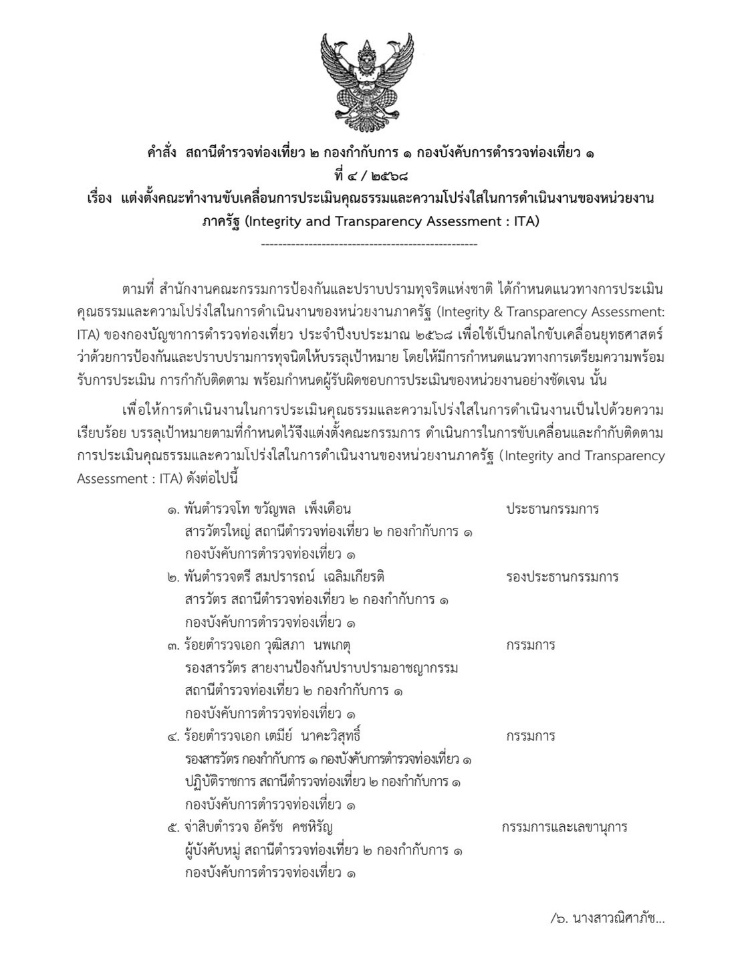 คำสั่ง สถานีตำรวจท่องเที่ยว ๒ กองกำกับการ ๑ กองบังคับการตำรวจท่องเที่ยว ๑
ที่ ๔ / ๒๕๖๘
เรื่อง แต่งตั้งคณะทำงานขับเคลื่อนการประเมินคุณธรรมและความโปร่งใสในการดำเนินงานของหน่วยงาน
ภาครัฐ (Integrity and Transparency Assessment : ITA)
--------------------------------------------------
ตามที่ สำนักงานคณะกรรมการป้องกันและปราบปรามทุจริตแห่งชาติ ได้กำหนดแนวทางการประเมิน
คุณธรรมและความโปร่งใสในการดำเนินงานของหน่วยงานภาครัฐ (Integrity & Transparency Assessment:
ITA) ของกองบัญชาการตำรวจท่องเที่ยว ประจำปีงบประมาณ ๒๕๖๘ เพื่อใช้เป็นกลไกขับเคลื่อนยุทธศาสตร์
ว่าด้วยการป้องกันและปราบปรามการทุจนิตให้บรรลุเป้าหมาย โดยให้มีการกำหนดแนวทางการเตรียมความพร้อม
รับการประเมิน การกำกับติดตาม พร้อมกำหนดผู้รับผิดชอบการประเมินของหน่วยงานอย่างชัดเจน นั้น
เพื่อให้การดำเนินงานในการประเมินคุณธรรมและความโปร่งใสในการดำเนินงานเป็นไปด้วยความ
เรียบร้อย บรรลุเป้าหมายตามที่กำหนดไว้จึงแต่งตั้งคณะกรรมการ ดำเนินการในการขับเคลื่อนและกำกับติดตาม
การประเมินคุณธรรมและความโปร่งใสในการดำเนินงานของหน่วยงานภาครัฐ (Integrity and Transparency
Assessment : ITA) ดังต่อไปนี้
๑. พันตำรวจโท ขวัญพล เพ็งเดือน ประธานกรรมการ
สารวัตรใหญ่ สถานีตำรวจท่องเที่ยว ๒ กองกำกับการ ๑
กองบังคับการตำรวจท่องเที่ยว ๑
๒. พันตำรวจตรี สมปรารถน์ เฉลิมเกียรติ รองประธานกรรมการ
สารวัตร สถานีตำรวจท่องเที่ยว ๒ กองกำกับการ ๑
กองบังคับการตำรวจท่องเที่ยว ๑
๓. ร้อยตำรวจเอก วุฒิสภา นพเกตุ กรรมการ
รองสารวัตร สายงานป้องกันปราบปรามอาชญากรรม
สถานีตำรวจท่องเที่ยว ๒ กองกำกับการ ๑
กองบังคับการตำรวจท่องเที่ยว ๑
๔. ร้อยตำรวจเอก เตมีย์ นาคะวิสุทธิ์ กรรมการ
รองสารวัตร กองกำกับการ ๑ กองบังคับการตำรวจท่องเที่ยว ๑
ปฏิบัติราชการ สถานีตำรวจท่องเที่ยว ๒ กองกำกับการ ๑
กองบังคับการตำรวจท่องเที่ยว ๑
๕. จ่าสิบตำรวจ อัครัช คชหิรัญ กรรมการและเลขานุการ
ผู้บังคับหมู่ สถานีตำรวจท่องเที่ยว ๒ กองกำกับการ ๑
กองบังคับการตำรวจท่องเที่ยว ๑
/๖. นางสาวณิศาภัช...